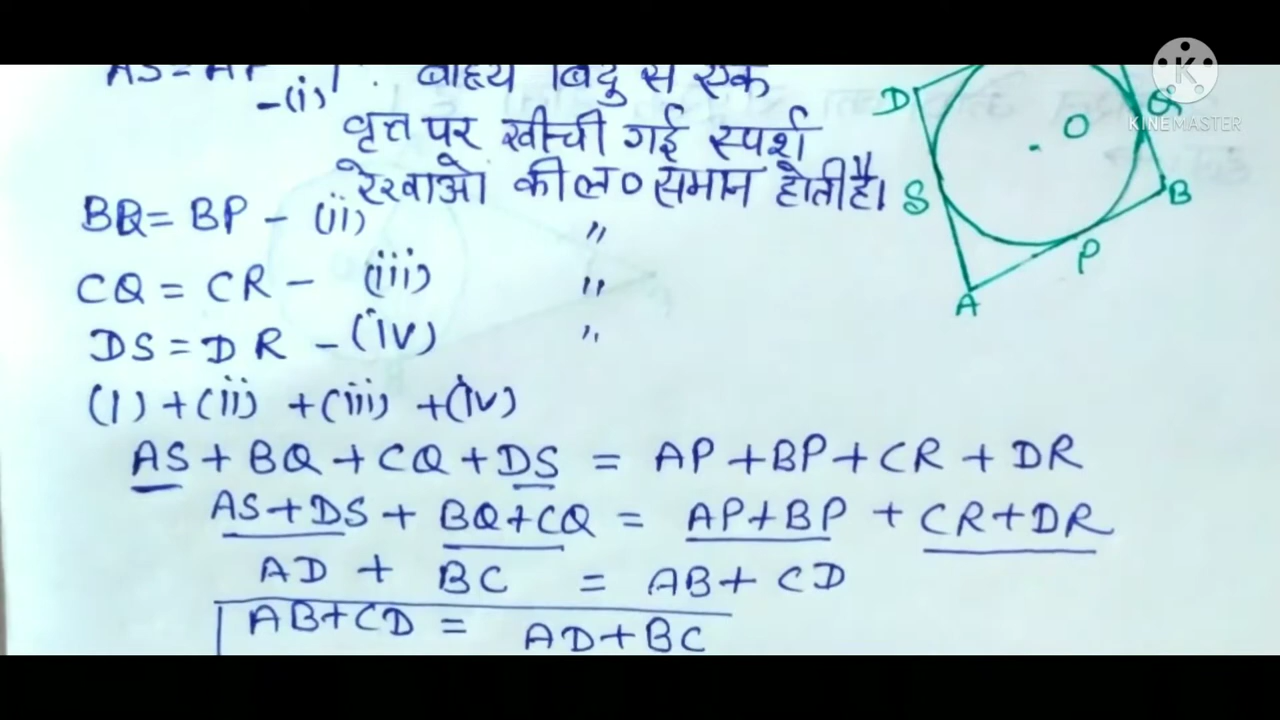 AS = AP -(i) ∵ बाह्य बिंदु से एक
वृत्त पर खींची गई स्पर्श
रेखाओं की ल० समान होती है।
BQ = BP - (ii) "
CQ = CR - (iii) "
DS = DR - (iv) "
(i) + (ii) + (iii) + (iv)
AS + BQ + CQ + DS = AP + BP + CR + DR
AS + DS + BQ + CQ = AP + BP + CR + DR
AD + BC = AB + CD
AB + CD = AD + BC
D
Q
O
S
B
P
A
K
KINEMASTER